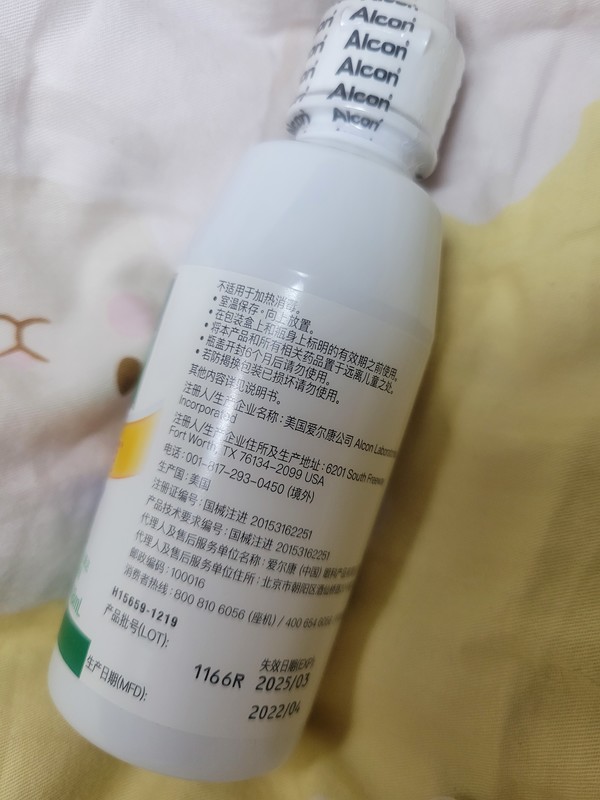 Alcon
Alcon
Alcon
Alcon
Alcon
Alcon
不适用于加热消毒。
• 室温保存。向上放置。
• 在包装盒上和瓶身上标明的有效期之前使用。
• 将本产品和所有相关药品置于远离儿童之处。
• 瓶盖开封6个月后请勿使用。
• 若防揭换包装已损坏请勿使用。
其他内容详见说明书。
注册人/生产企业名称：美国爱尔康公司 Alcon Laboratories
Incorporated
注册人/生产企业住所及生产地址：6201 South Freeway
Fort Worth, TX 76134-2099 USA
电话：001-817-293-0450 (境外)
生产国：美国
注册证编号：国械注进 20153162251
产品技术要求编号：国械注进 20153162251
代理人及售后服务单位名称：爱尔康 (中国) 眼科产品
代理人及售后服务单位住所：北京市朝阳区
邮政编码：100016
消费者热线：800 810 6056 (座机) / 400
H15659-1219
产品批号(LOT):
1166R
失效日期(EXP):
2025/03
生产日期(MFD):
2022/04